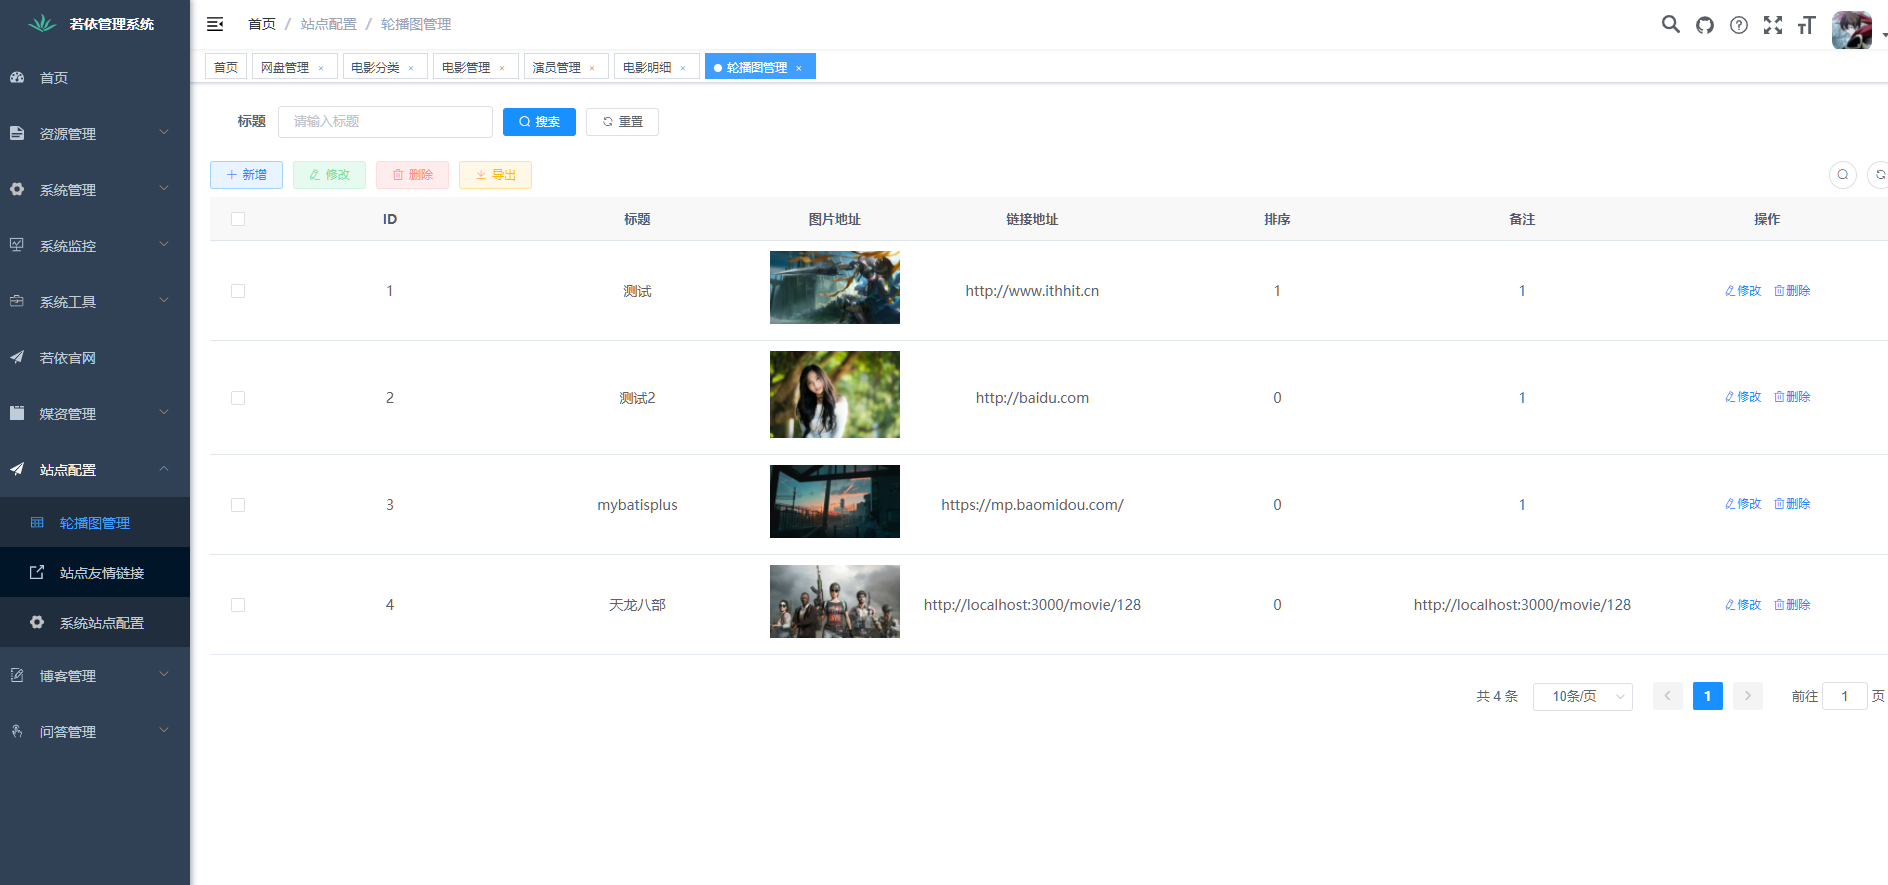 若依管理系统
首页
资源管理
系统管理
系统监控
系统工具
若依官网
媒资管理
站点配置
轮播图管理
站点友情链接
系统站点配置
博客管理
问答管理
首页 / 站点配置 / 轮播图管理
首页 网盘管理 × 电影分类 × 电影管理 × 演员管理 × 电影明细 × 轮播图管理 ×
标题 请输入标题 搜索 重置
新增 修改 删除 导出
ID 标题 图片地址 链接地址 排序 备注 操作
1 测试 http://www.ithhit.cn 1 1 修改 删除
2 测试2 http://baidu.com 0 1 修改 删除
3 mybatisplus https://mp.baomidou.com/ 0 1 修改 删除
4 天龙八部 http://localhost:3000/movie/128 0 http://localhost:3000/movie/128 修改 删除
共 4 条 10条/页 1 前往 1 页